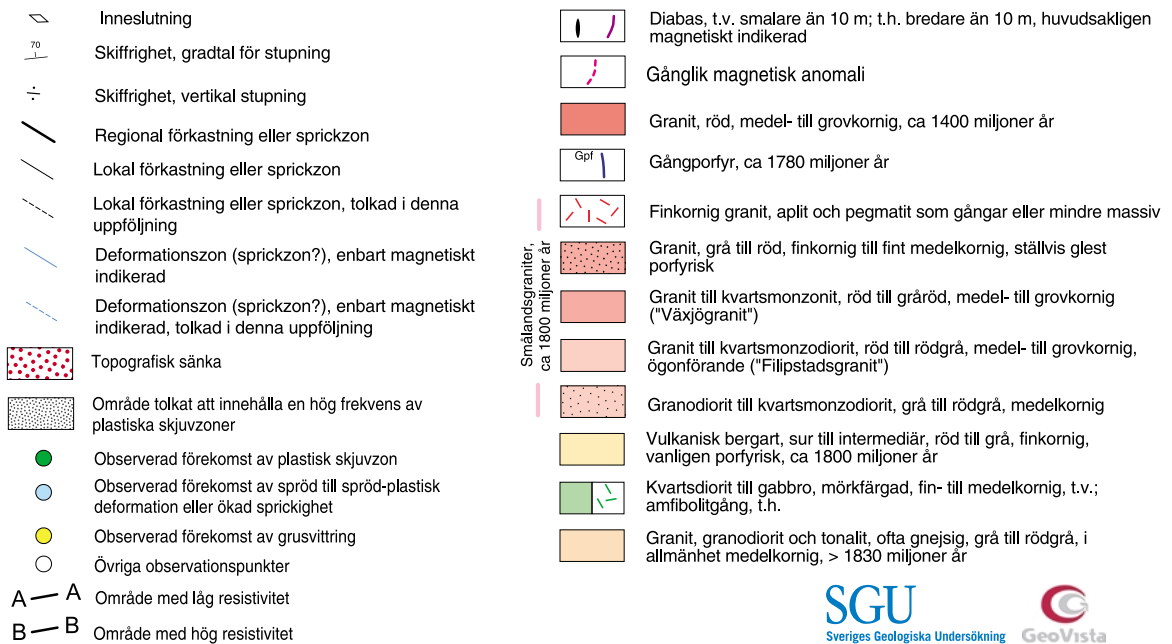 Inneslutning
70
Skiffrighet, gradtal för stupning
Skiffrighet, vertikal stupning
Regional förkastning eller sprickzon
Lokal förkastning eller sprickzon
Lokal förkastning eller sprickzon, tolkad i denna
uppföljning
Deformationszon (sprickzon?), enbart magnetiskt
indikerad
Deformationszon (sprickzon?), enbart magnetiskt
indikerad, tolkad i denna uppföljning
Topografisk sänka
Område tolkat att innehålla en hög frekvens av
plastiska skjuvzoner
Observerad förekomst av plastisk skjuvzon
Observerad förekomst av spröd till spröd-plastisk
deformation eller ökad sprickighet
Observerad förekomst av grusvittring
Övriga observationspunkter
A A Område med låg resistivitet
B B Område med hög resistivitet
Diabas, t.v. smalare än 10 m; t.h. bredare än 10 m, huvudsakligen
magnetiskt indikerad
Gånglik magnetisk anomali
Granit, röd, medel- till grovkornig, ca 1400 miljoner år
Gpf
Gångporfyr, ca 1780 miljoner år
Smålandsgraniter,
ca 1800 miljoner år
Finkornig granit, aplit och pegmatit som gångar eller mindre massiv
Granit, grå till röd, finkornig till fint medelkornig, ställvis glest
porfyrisk
Granit till kvartsmonzonit, röd till gråröd, medel- till grovkornig
("Växjögranit")
Granit till kvartsmonzodiorit, röd till rödgrå, medel- till grovkornig,
ögonförande ("Filipstadsgranit")
Granodiorit till kvartsmonzodiorit, grå till rödgrå, medelkornig
Vulkanisk bergart, sur till intermediär, röd till grå, finkornig,
vanligen porfyrisk, ca 1800 miljoner år
Kvartsdiorit till gabbro, mörkfärgad, fin- till medelkornig, t.v.;
amfibolitgång, t.h.
Granit, granodiorit och tonalit, ofta gnejsig, grå till rödgrå, i
allmänhet medelkornig, > 1830 miljoner år
SGU
Sveriges Geologiska Undersökning
GeoVista